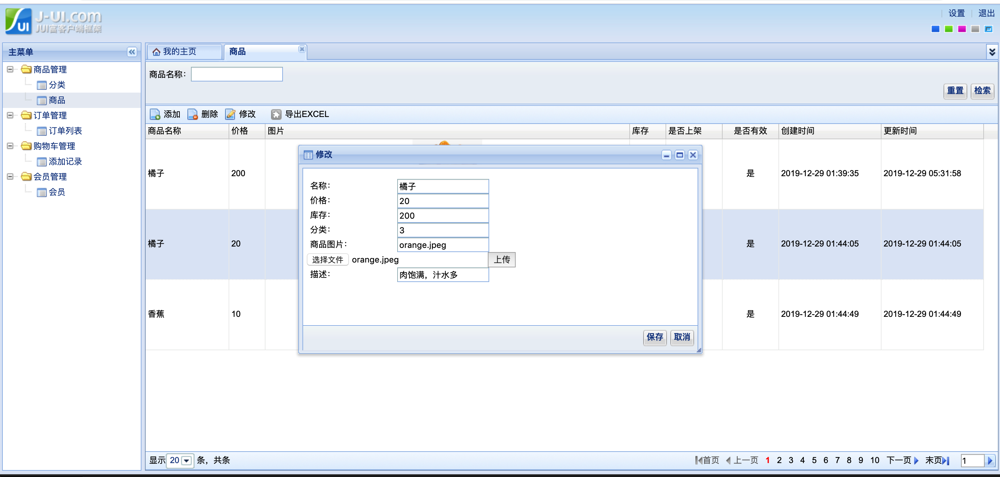 J-UI.com
JUI富客户端框架
设置 退出
主菜单
商品管理
分类
商品
订单管理
订单列表
购物车管理
添加记录
会员管理
会员
我的主页 商品
商品名称：
重置 检索
添加 删除 修改 导出EXCEL
商品名称 价格 图片 库存 是否上架 是否有效 创建时间 更新时间
橘子 200 是 2019-12-29 01:39:35 2019-12-29 05:31:58
橘子 20 是 2019-12-29 01:44:05 2019-12-29 01:44:05
香蕉 10 是 2019-12-29 01:44:49 2019-12-29 01:44:49
修改
名称： 橘子
价格： 20
库存： 200
分类： 3
商品图片： orange.jpeg
选择文件 orange.jpeg 上传
描述： 肉饱满，汁水多
保存 取消
显示 20 条，共条
首页 上一页 1 2 3 4 5 6 7 8 9 10 下一页 末页 1